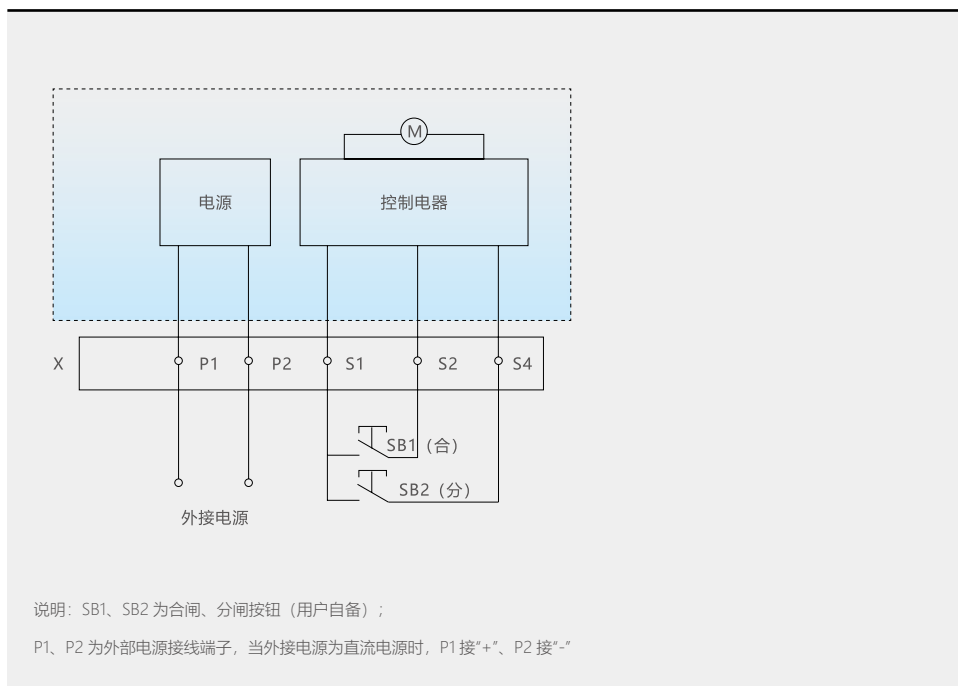 M
电源
控制电器
X P1 P2 S1 S2 S4
SB1（合）
SB2（分）
外接电源
说明：SB1、SB2 为合闸、分闸按钮（用户自备）;
P1、P2 为外部电源接线端子，当外接电源为直流电源时，P1 接“+”、P2 接“-”